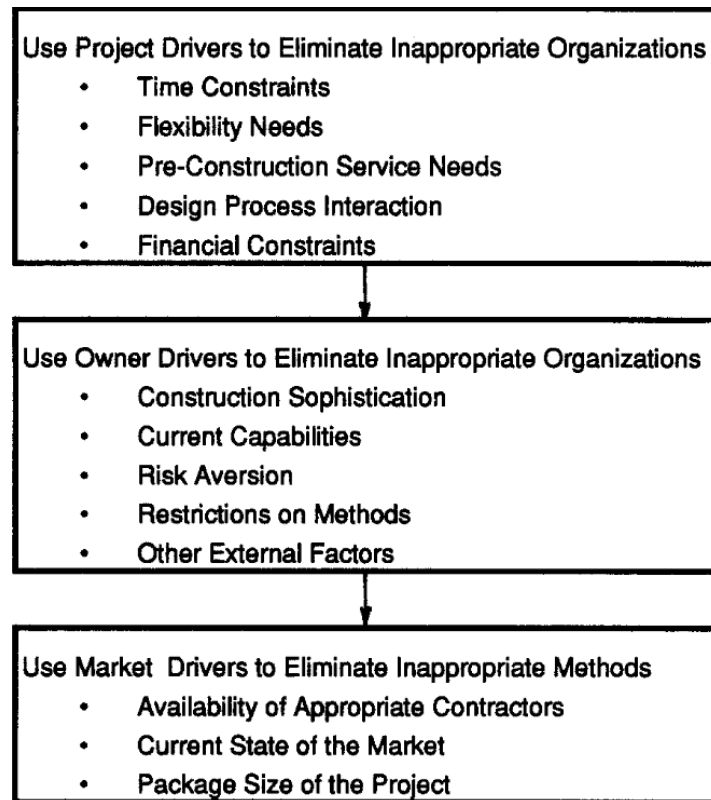 Use Project Drivers to Eliminate Inappropriate Organizations
• Time Constraints
• Flexibility Needs
• Pre-Construction Service Needs
• Design Process Interaction
• Financial Constraints
Use Owner Drivers to Eliminate Inappropriate Organizations
• Construction Sophistication
• Current Capabilities
• Risk Aversion
• Restrictions on Methods
• Other External Factors
Use Market Drivers to Eliminate Inappropriate Methods
• Availability of Appropriate Contractors
• Current State of the Market
• Package Size of the Project